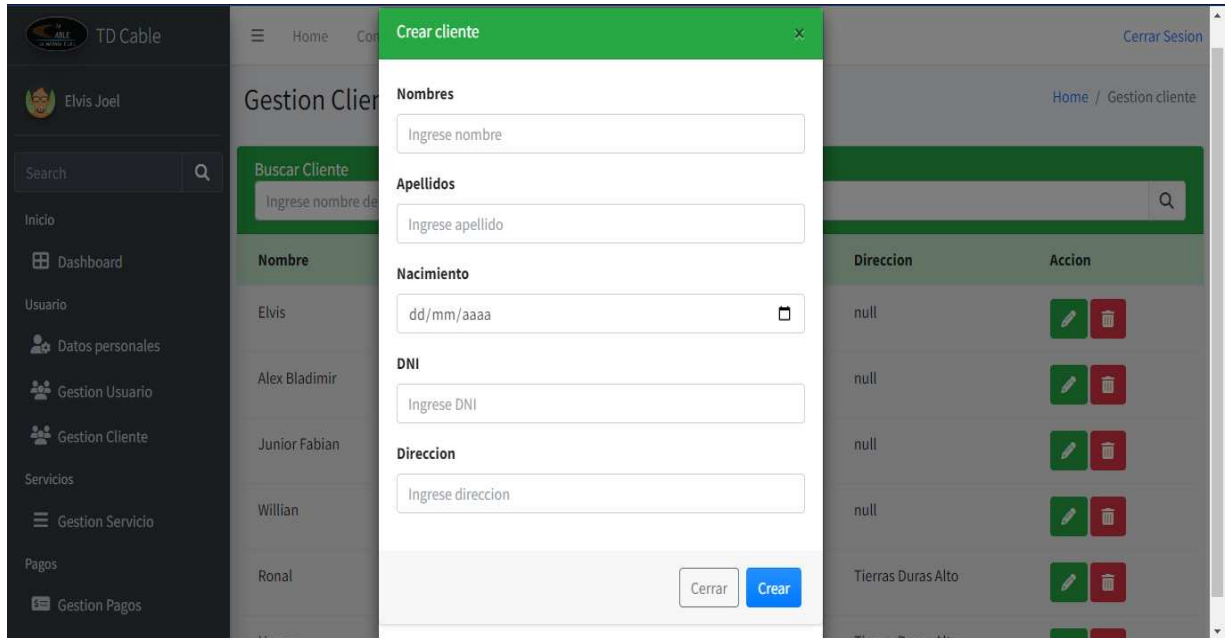 TD Cable
Home
Crear cliente
×
Cerrar Sesion
Elvis Joel
Gestion Clien
Home / Gestion cliente
Nombres
Ingrese nombre
Search
Buscar Cliente
Ingrese nombre de
Apellidos
Ingrese apellido
Inicio
Dashboard
Nombre
Direccion
Accion
Nacimiento
dd/mm/aaaa
Usuario
Elvis
null
Datos personales
DNI
Ingrese DNI
Alex Bladimir
null
Gestion Usuario
Gestion Cliente
Junior Fabian
null
Direccion
Ingrese direccion
Servicios
Gestion Servicio
Willian
null
Pagos
Ronal
Tierras Duras Alto
Cerrar
Crear
Gestion Pagos